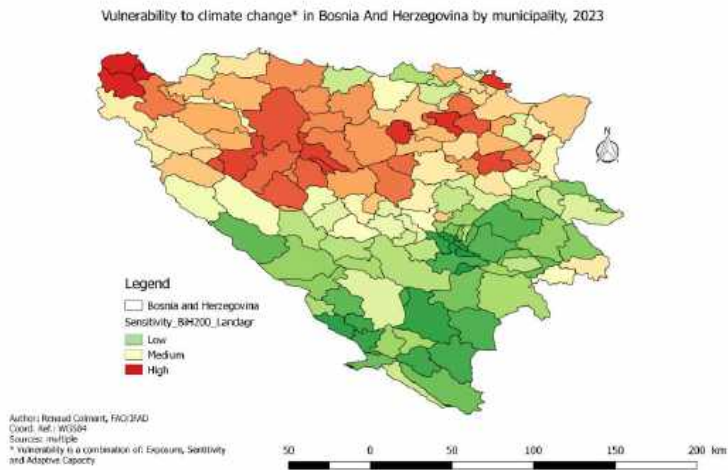 Vulnerability to climate change* in Bosnia And Herzegovina by municipality, 2023
N
Legend
Bosnia and Herzegovina
Sensitivity_BiH200_Landagr
Low
Medium
High
Author: Renaud Colmant, FAO/IFAD
Coord. Ref.: WGS84
Sources: multiple
* Vulnerability is a combination of: Exposure, Sentitivity
and Adaptive Capacity
50 0 50 100 150 200 km